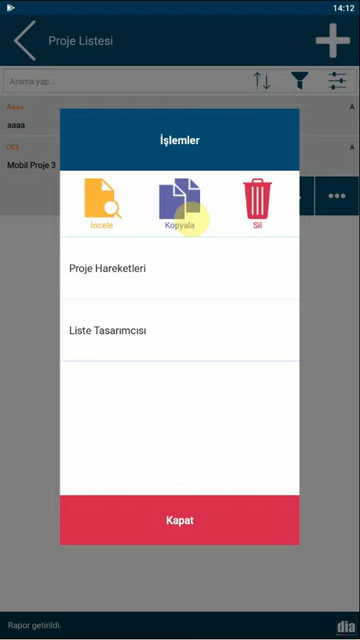 14:12
Proje Listesi
Arama yap...
Aaaa
A
aaaa
A
Mobil Proje 3
İşlemler
İncele
Kopyala
Sil
Proje Hareketleri
Liste Tasarımcısı
Kapat
Rapor getirildi.
dia